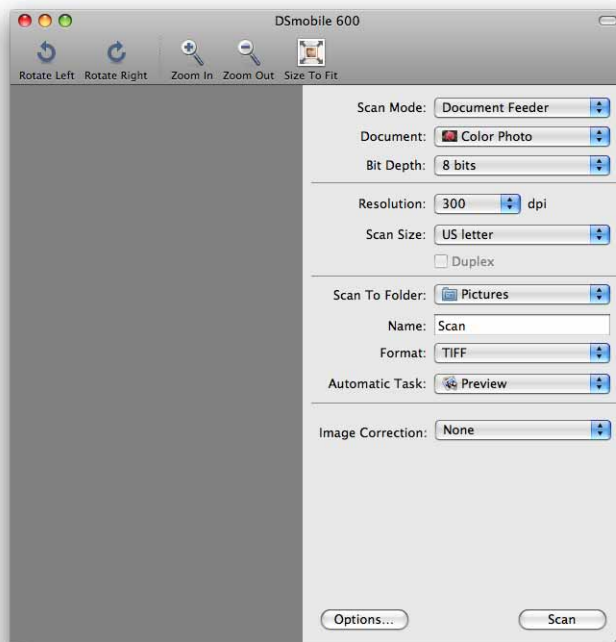 DSmobile 600
Rotate Left Rotate Right Zoom In Zoom Out Size To Fit
Scan Mode: Document Feeder
Document: Color Photo
Bit Depth: 8 bits
Resolution: 300 dpi
Scan Size: US letter
Duplex
Scan To Folder: Pictures
Name: Scan
Format: TIFF
Automatic Task: Preview
Image Correction: None
Options... Scan